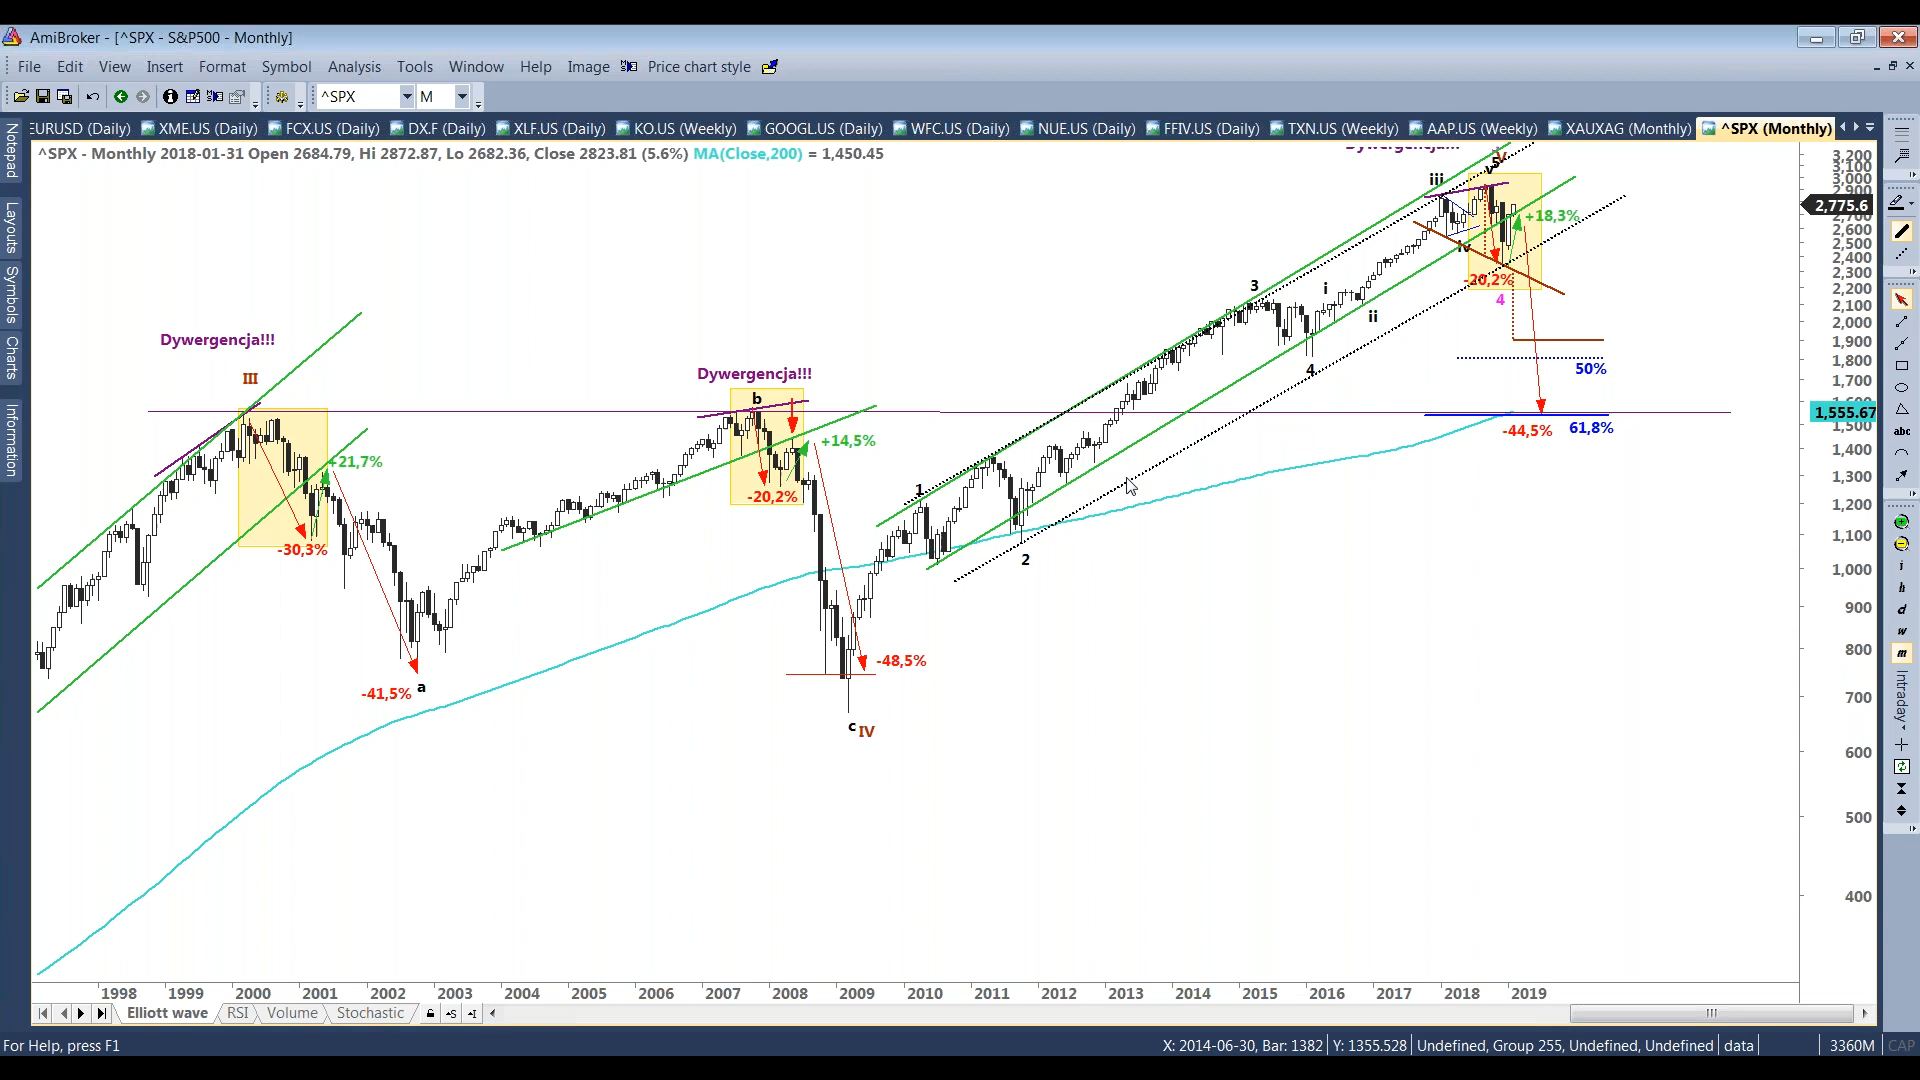 AmiBroker - [^SPX - S&P500 - Monthly]
File Edit View Insert Format Symbol Analysis Tools Window Help Image Price chart style
^SPX M
EURUSD (Daily) XME.US (Daily) FCX.US (Daily) DX.F (Daily) XLF.US (Daily) KO.US (Weekly) GOOGL.US (Daily) WFC.US (Daily) NUE.US (Daily) FFIV.US (Daily) TXN.US (Weekly) AAP.US (Weekly) XAUXAG (Monthly) ^SPX (Monthly)
^SPX - Monthly 2018-01-31 Open 2684.79, Hi 2872.87, Lo 2682.36, Close 2823.81 (5.6%) MA(Close,200) = 1,450.45
Notepad
Layouts
Symbols
Charts
Information
Dywergencja!!!
V
5
v
iii
+18,3%
iv
-20,2%
4
3
i
ii
4
50%
-44,5%
61,8%
Dywergencja!!!
III
+21,7%
-30,3%
-41,5%
a
Dywergencja!!!
b
+14,5%
-20,2%
-48,5%
c
IV
1
2
3,200
3,100
3,000
2,900
2,775.6
2,700
2,600
2,500
2,400
2,300
2,200
2,100
2,000
1,900
1,800
1,700
1,600
1,555.67
1,500
1,400
1,300
1,200
1,100
1,000
900
800
700
600
500
400
abc
i
h
d
w
m
Intraday
1998 1999 2000 2001 2002 2003 2004 2005 2006 2007 2008 2009 2010 2011 2012 2013 2014 2015 2016 2017 2018 2019
Elliott wave RSI Volume Stochastic
For Help, press F1
X: 2014-06-30, Bar: 1382 Y: 1355.528 Undefined, Group 255, Undefined, Undefined data 3360M CAP